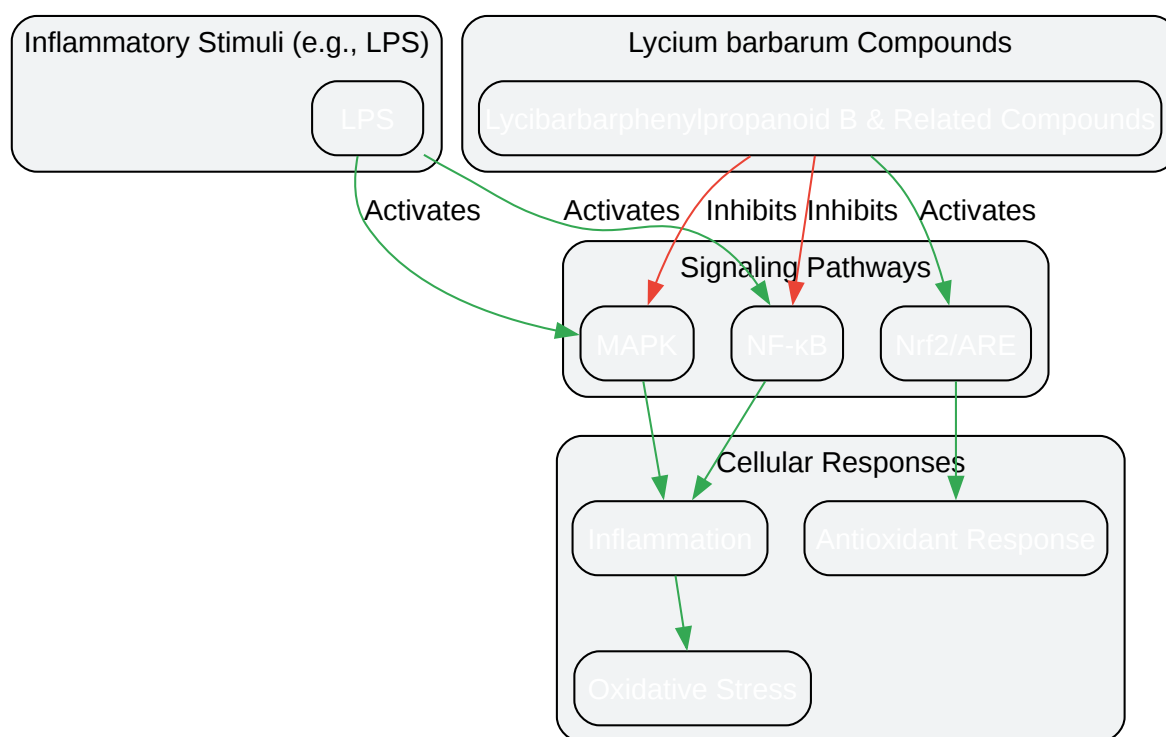 Inflammatory Stimuli (e.g., LPS)
Lycium barbarum Compounds
LPS
Lycibarbarphenylpropanoid B & Related Compounds
Activates
Activates
Inhibits
Inhibits
Activates
Signaling Pathways
MAPK
NF-κB
Nrf2/ARE
Cellular Responses
Inflammation
Antioxidant Response
Oxidative Stress